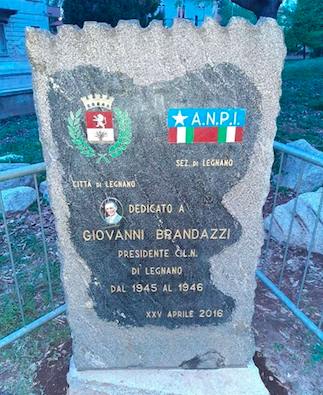 A.N.P.I.
SEZ. DI LEGNANO
CITTÀ DI LEGNANO
DEDICATO A
GIOVANNI BRANDAZZI
PRESIDENTE C.L.N.
DI LEGNANO
DAL 1945 AL 1946
XXV APRILE 2016